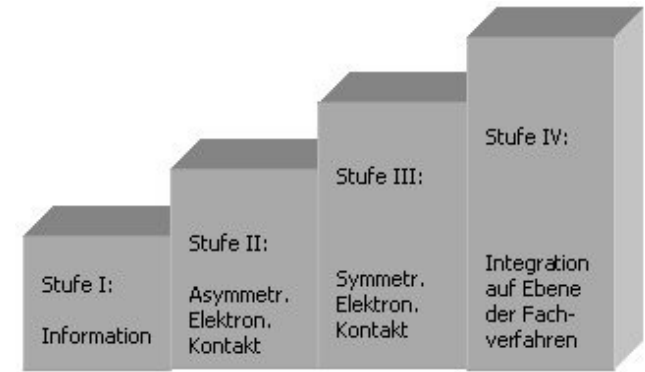 Stufe I:
Information
Stufe II:
Asymmetr.
Elektron.
Kontakt
Stufe III:
Symmetr.
Elektron.
Kontakt
Stufe IV:
Integration
auf Ebene
der Fach-
verfahren